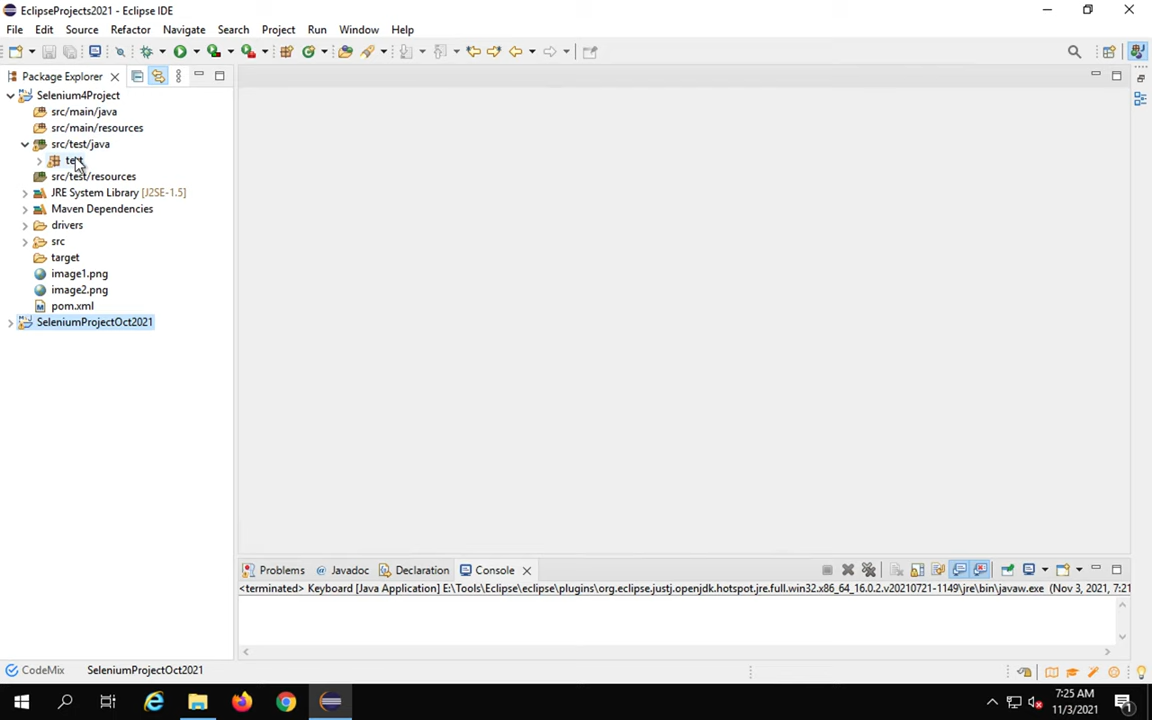 EclipseProjects2021 - Eclipse IDE
File Edit Source Refactor Navigate Search Project Run Window Help
Package Explorer
Selenium4Project
src/main/java
src/main/resources
src/test/java
test
src/test/resources
JRE System Library [J2SE-1.5]
Maven Dependencies
drivers
src
target
image1.png
image2.png
pom.xml
SeleniumProjectOct2021
Problems Javadoc Declaration Console
<terminated> Keyboard [Java Application] E:\Tools\Eclipse\eclipse\plugins\org.eclipse.justj.openjdk.hotspot.jre.full.win32.x86_64_16.0.2.v20210721-1149\jre\bin\javaw.exe (Nov 3, 2021, 7:21
CodeMix SeleniumProjectOct2021
7:25 AM
11/3/2021
1